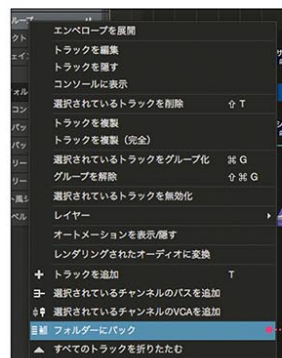 ループ
エンベロープを展開
トラックを編集
トラックを隠す
コンソールに表示
選択されているトラックを削除 ⇧ T
トラックを複製
トラックを複製（完全）
選択されているトラックをグループ化 ⌘ G
グループを解除 ⇧ ⌘ G
選択されているトラックを無効化
レイヤー
オートメーションを表示/隠す
レンダリングされたオーディオに変換
トラックを追加 T
選択されているチャンネルのバスを追加
選択されているチャンネルのVCAを追加
フォルダーにパック
すべてのトラックを折りたたむ